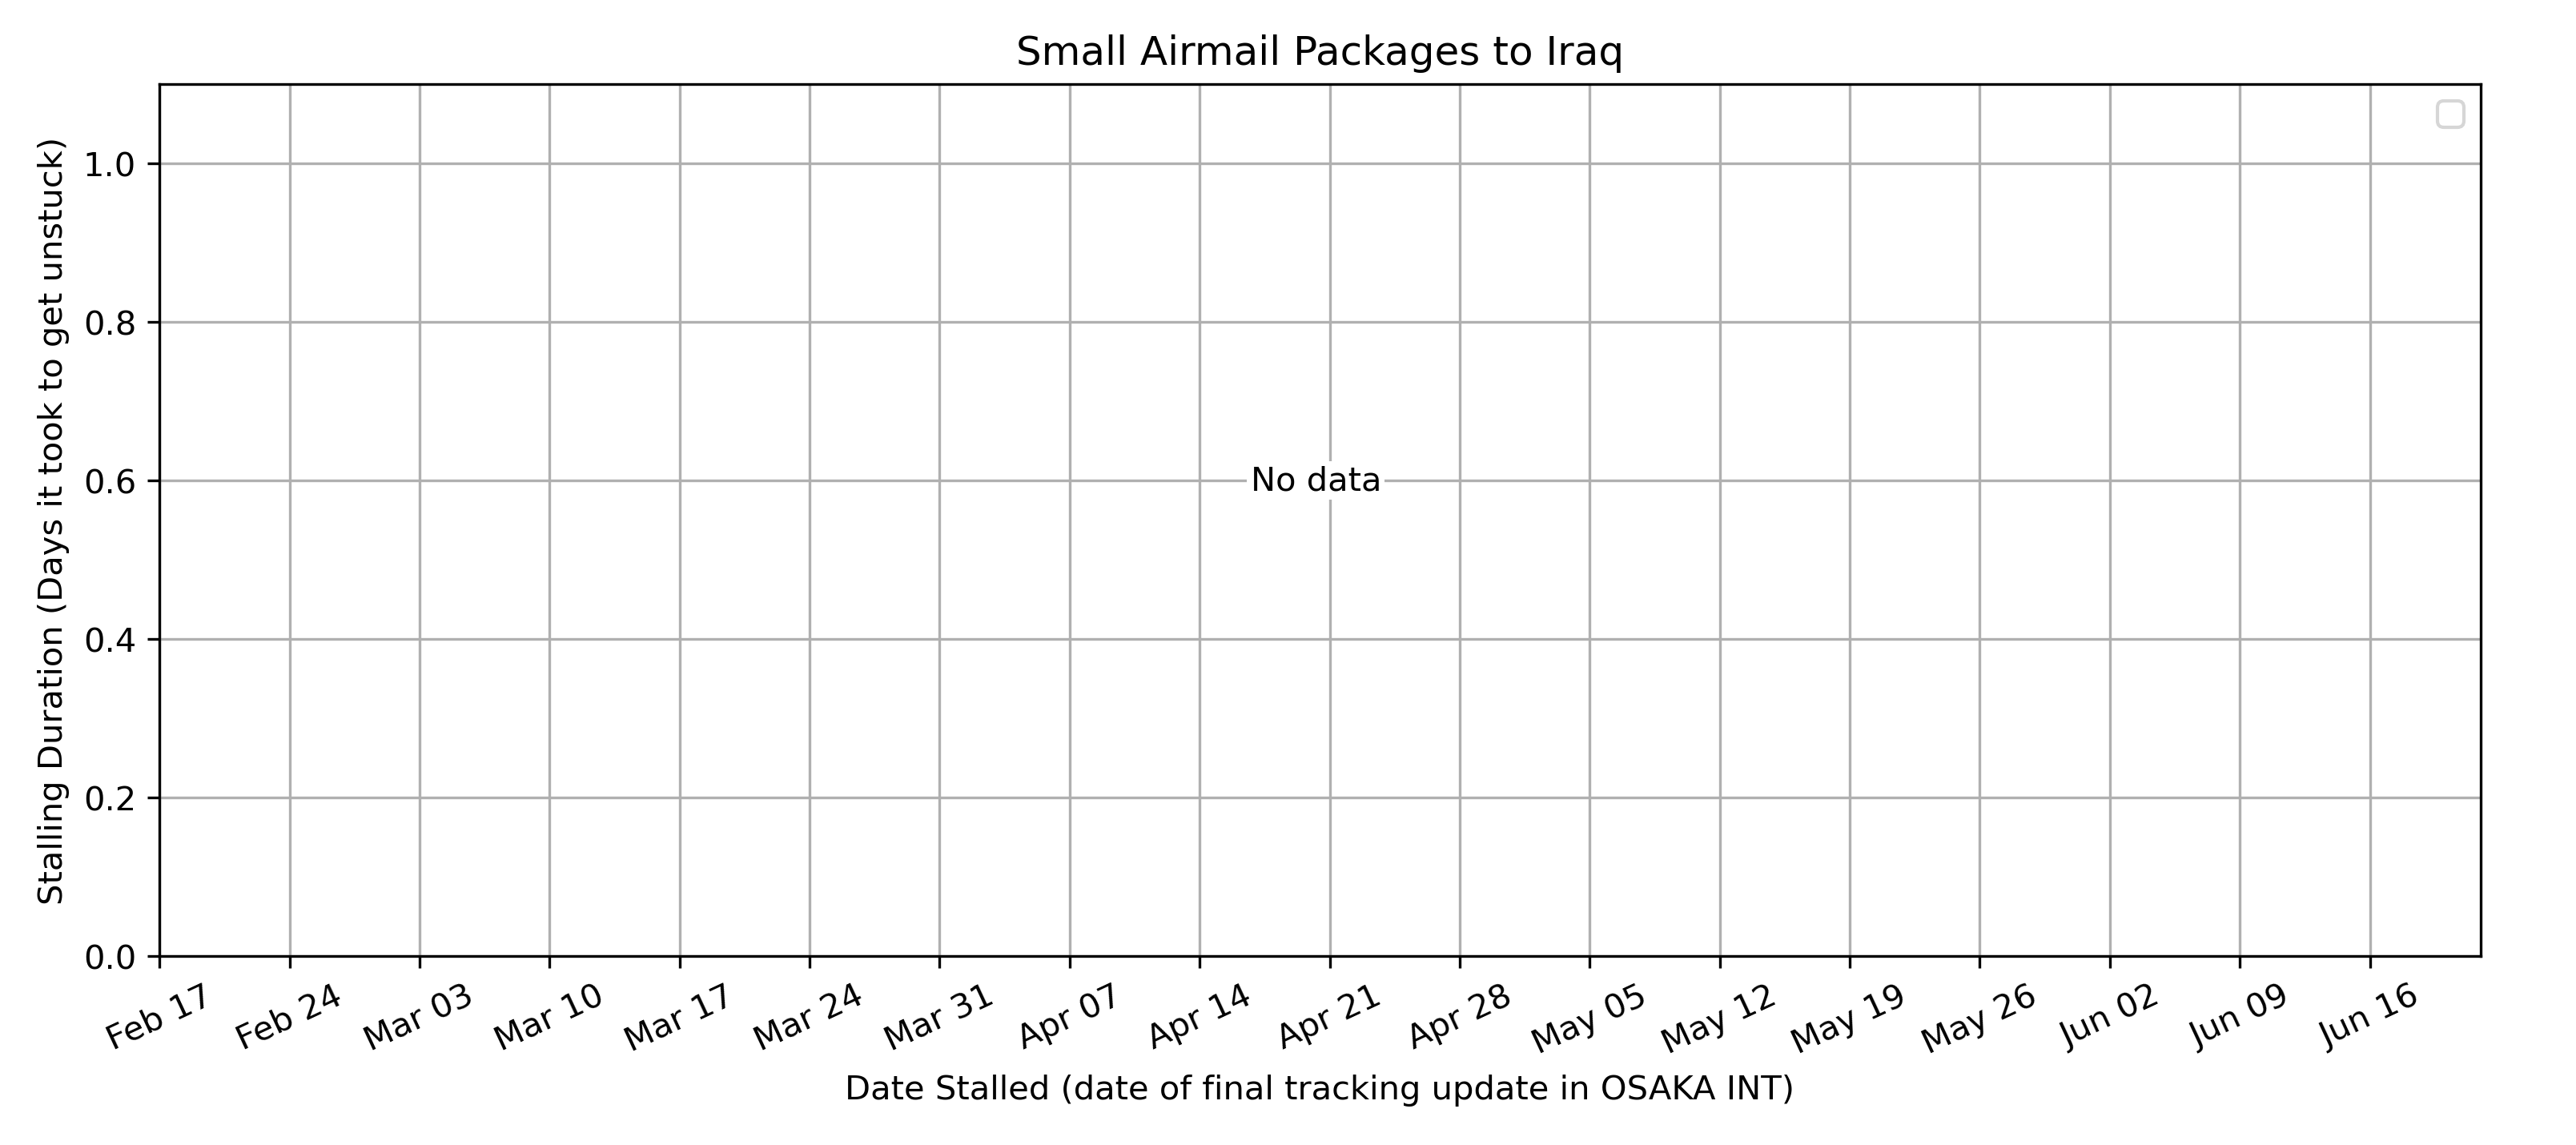 Small Airmail Packages to Iraq
Stalling Duration (Days it took to get unstuck)
1.0
0.8
0.6
0.4
0.2
0.0
No data
Feb 17
Feb 24
Mar 03
Mar 10
Mar 17
Mar 24
Mar 31
Apr 07
Apr 14
Apr 21
Apr 28
May 05
May 12
May 19
May 26
Jun 02
Jun 09
Jun 16
Date Stalled (date of final tracking update in OSAKA INT)